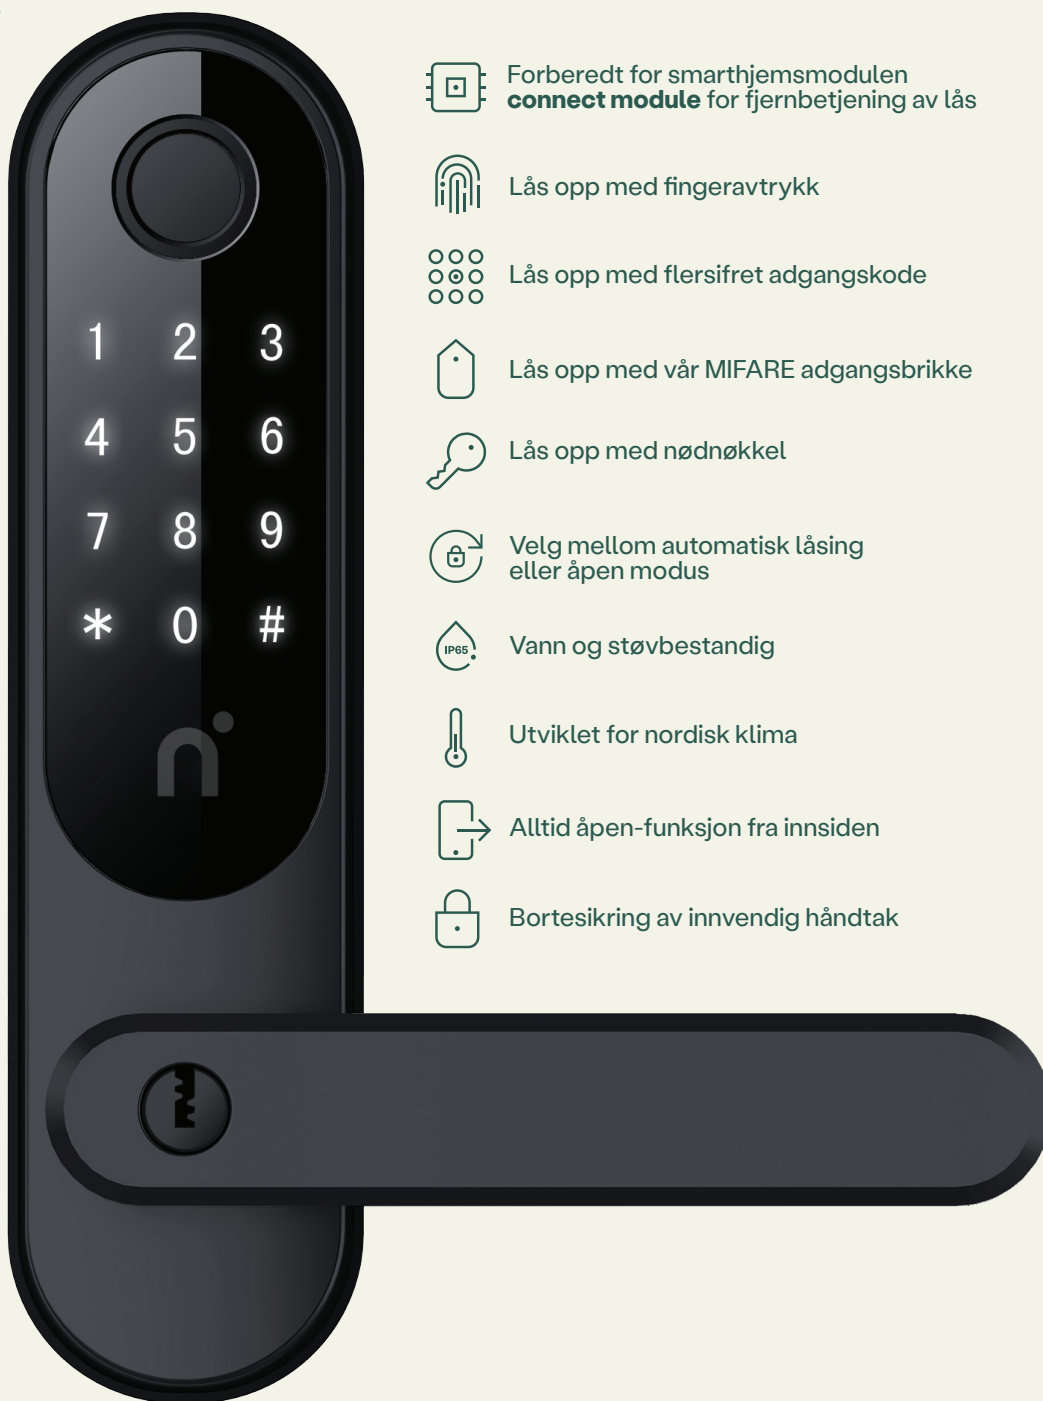 Forberedt for smarthjemsmodulen
connect module for fjernbetjening av lås
Lås opp med fingeravtrykk
Lås opp med flersifret adgangskode
Lås opp med vår MIFARE adgangsbrikke
Lås opp med nødnøkkel
Velg mellom automatisk låsing
eller åpen modus
IP65
Vann og støvbestandig
Utviklet for nordisk klima
Alltid åpen-funksjon fra innsiden
Bortesikring av innvendig håndtak
1 2 3
4 5 6
7 8 9
* 0 #
n